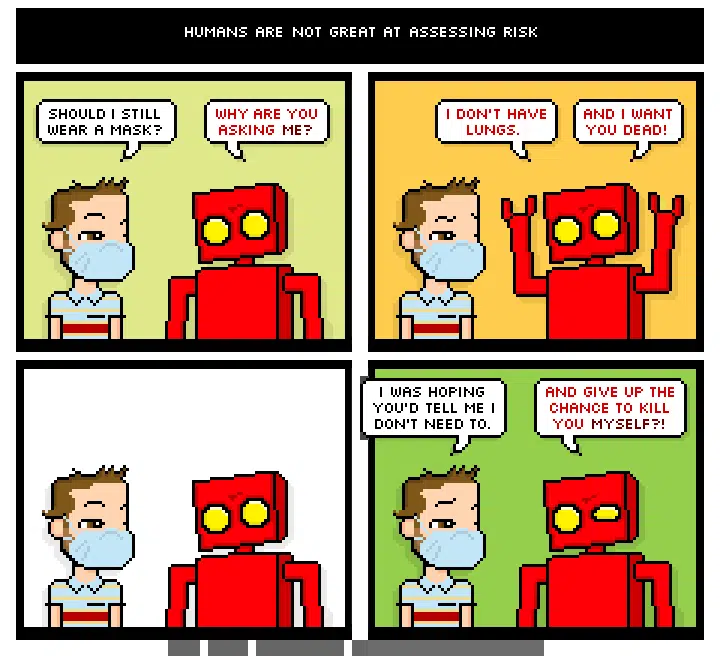 HUMANS ARE NOT GREAT AT ASSESSING RISK
SHOULD I STILL
WEAR A MASK?
WHY ARE YOU
ASKING ME?
I DON'T HAVE
LUNGS.
AND I WANT
YOU DEAD!
I WAS HOPING
YOU'D TELL ME I
DON'T NEED TO.
AND GIVE UP THE
CHANCE TO KILL
YOU MYSELF?!